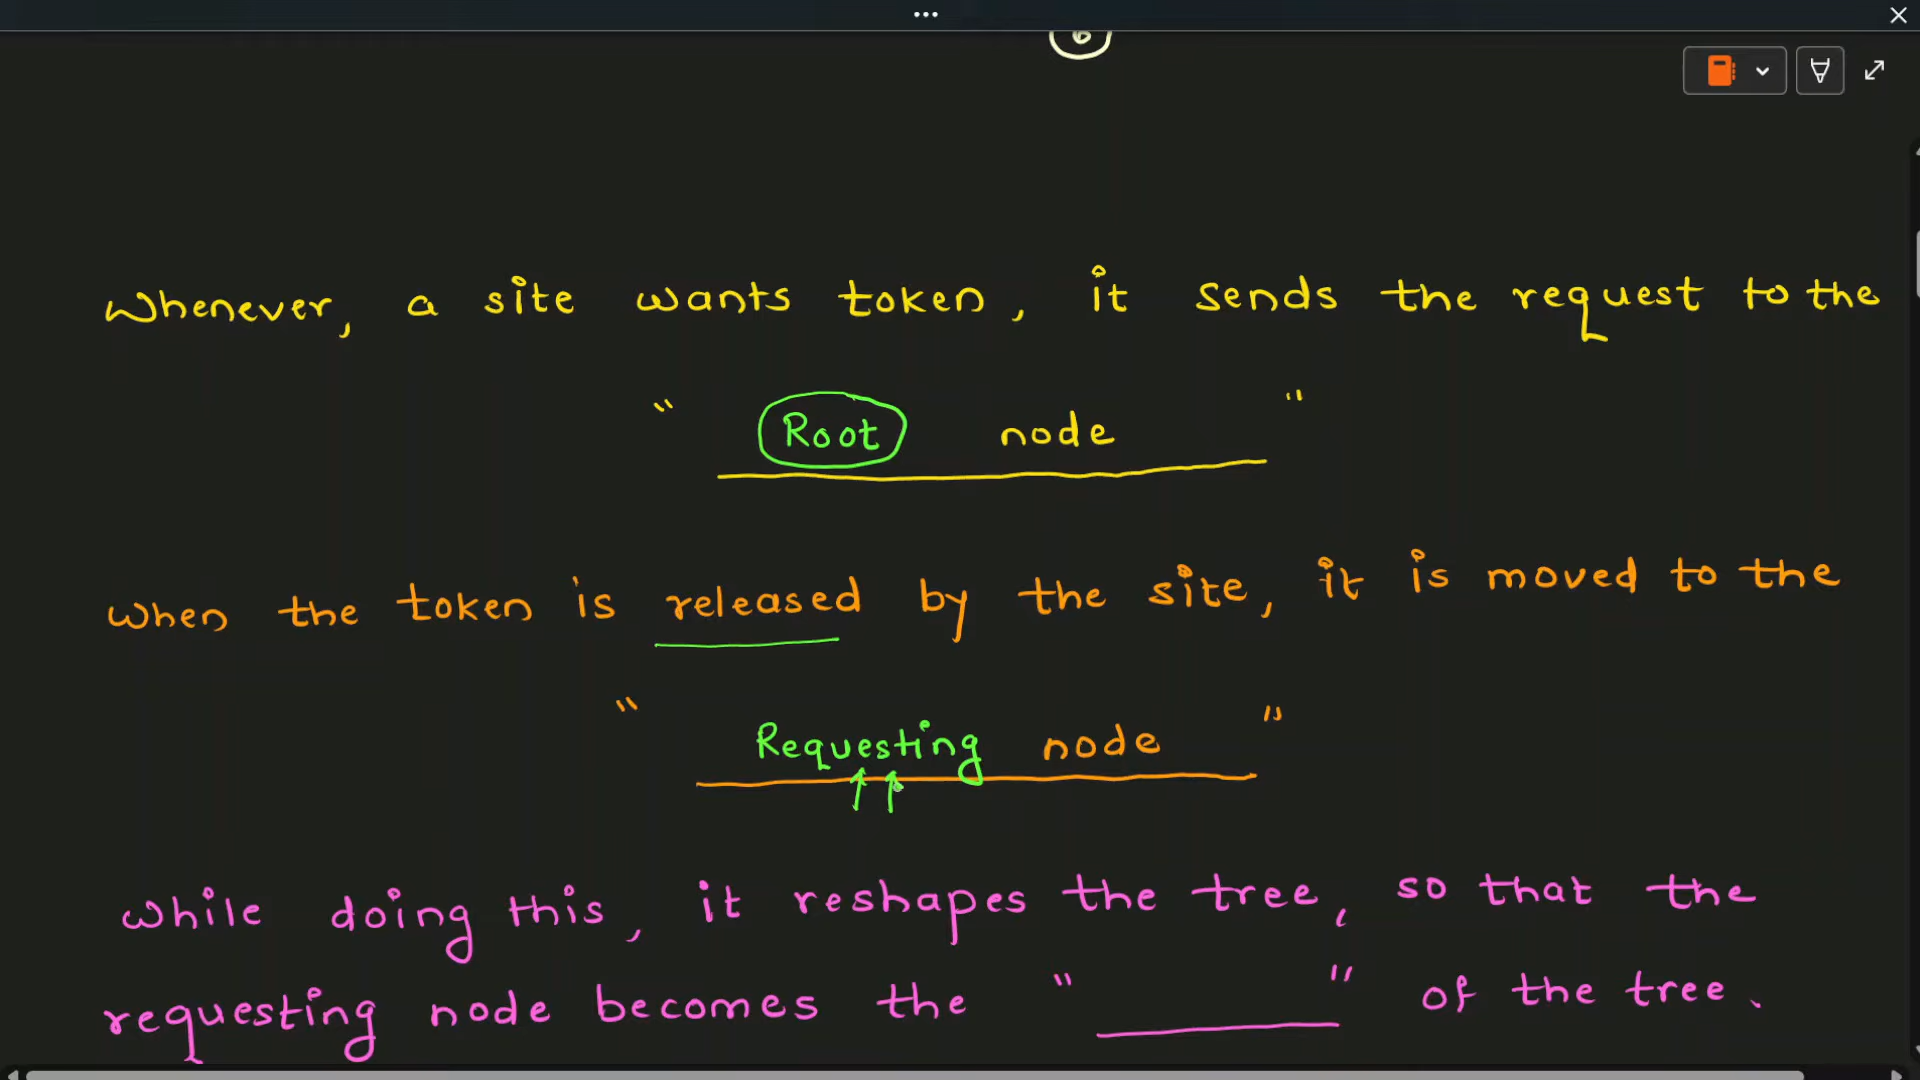 6
Whenever, a site wants token, it sends the request to the
" Root node "
When the token is released by the site, it is moved to the
" Requesting node "
While doing this, it reshapes the tree, so that the
requesting node becomes the " ______ " of the tree.